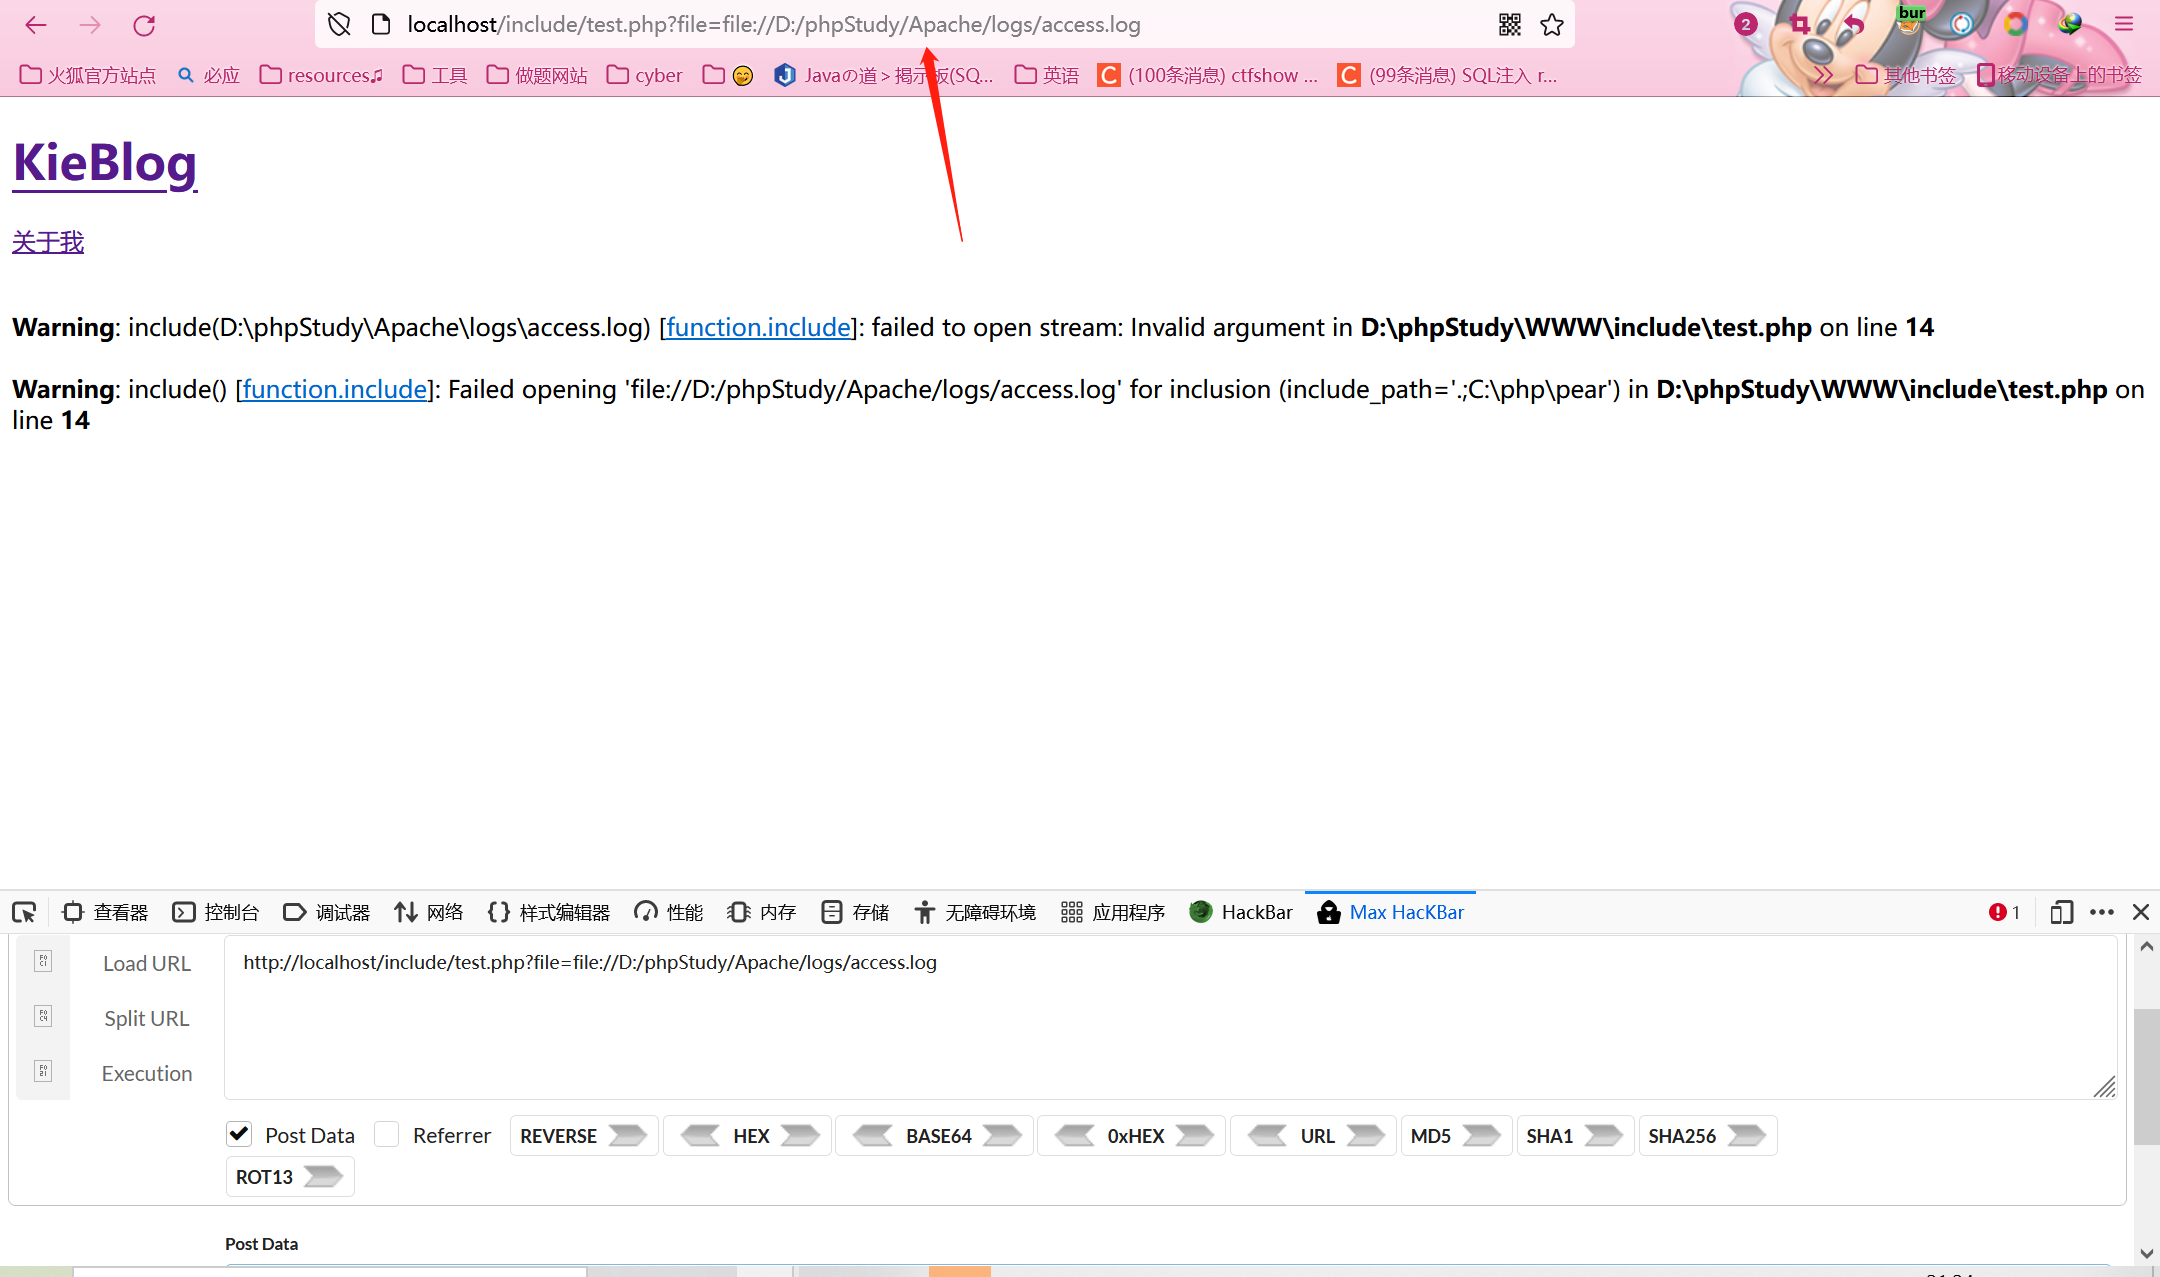 localhost/include/test.php?file=file://D:/phpStudy/Apache/logs/access.log
2
bur
火狐官方站点 必应 resources♫ 工具 做题网站 cyber Javaの道 > 掲示板(SQ... 英语 (100条消息) ctfshow ... (99条消息) SQL注入 r... 其他书签 移动设备上的书签
KieBlog
关于我
Warning: include(D:\phpStudy\Apache\logs\access.log) [function.include]: failed to open stream: Invalid argument in D:\phpStudy\WWW\include\test.php on line 14
Warning: include() [function.include]: Failed opening 'file://D:/phpStudy/Apache/logs/access.log' for inclusion (include_path='.;C:\php\pear') in D:\phpStudy\WWW\include\test.php on
line 14
查看器 控制台 调试器 网络 样式编辑器 性能 内存 存储 无障碍环境 应用程序 HackBar Max HacKBar 1
Load URL
http://localhost/include/test.php?file=file://D:/phpStudy/Apache/logs/access.log
Split URL
Execution
Post Data Referrer REVERSE HEX BASE64 0xHEX URL MD5 SHA1 SHA256
ROT13
Post Data